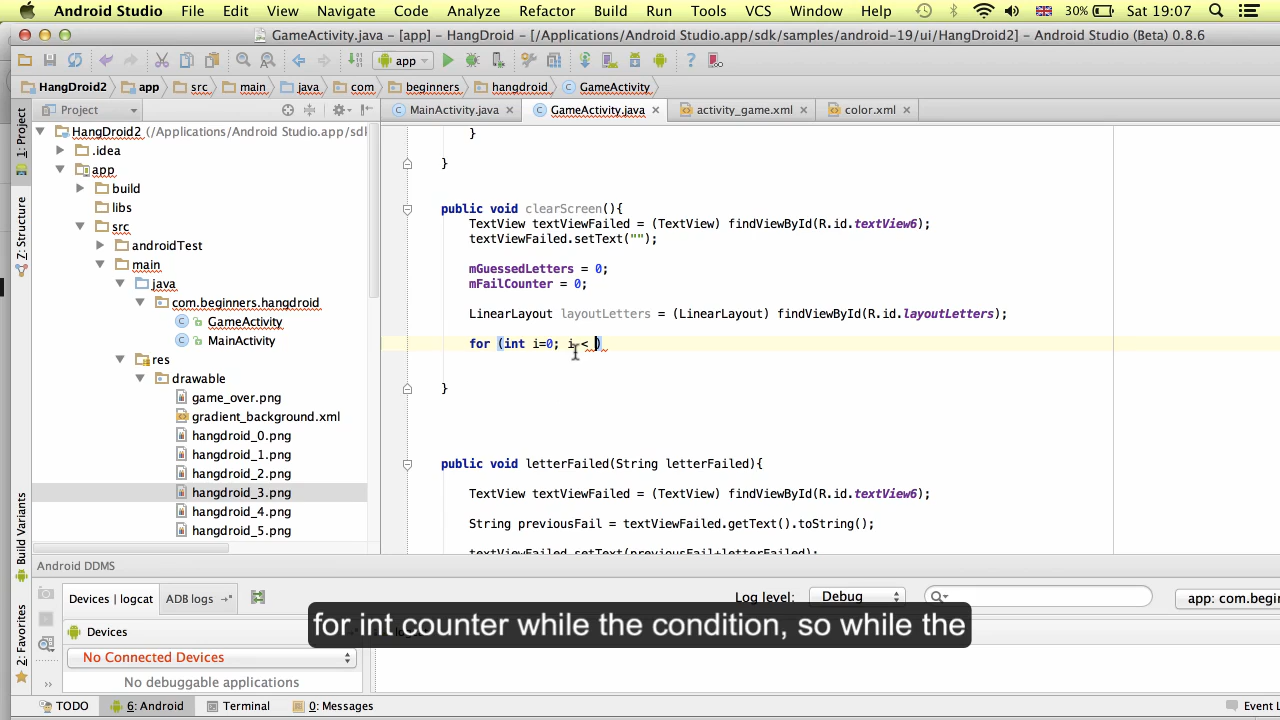 Android Studio File Edit View Navigate Code Analyze Refactor Build Run Tools VCS Window Help 30% Sat 19:07
GameActivity.java - [app] - HangDroid2 - [/Applications/Android Studio.app/sdk/samples/android-19/ui/HangDroid2] - Android Studio (Beta) 0.8.6
app
HangDroid2 app src main java com beginners hangdroid GameActivity
Project
MainActivity.java GameActivity.java activity_game.xml color.xml
1: Project
Z: Structure
Build Variants
2: Favorites
HangDroid2 (/Applications/Android Studio.app/sdk
.idea
app
build
libs
src
androidTest
main
java
com.beginners.hangdroid
GameActivity
MainActivity
res
drawable
game_over.png
gradient_background.xml
hangdroid_0.png
hangdroid_1.png
hangdroid_2.png
hangdroid_3.png
hangdroid_4.png
hangdroid_5.png
}
}
public void clearScreen(){
TextView textViewFailed = (TextView) findViewById(R.id.textView6);
textViewFailed.setText("");
mGuessedLetters = 0;
mFailCounter = 0;
LinearLayout layoutLetters = (LinearLayout) findViewById(R.id.layoutLetters);
for (int i=0; i < )
}
public void letterFailed(String letterFailed){
TextView textViewFailed = (TextView) findViewById(R.id.textView6);
String previousFail = textViewFailed.getText().toString();
textViewFailed.setText(previousFail+letterFailed);
Android DDMS
Devices | logcat ADB logs Log level: Debug app: com.begin
Devices
No Connected Devices
No debuggable applications
for int counter while the condition, so while the
TODO 6: Android Terminal 0: Messages Event L